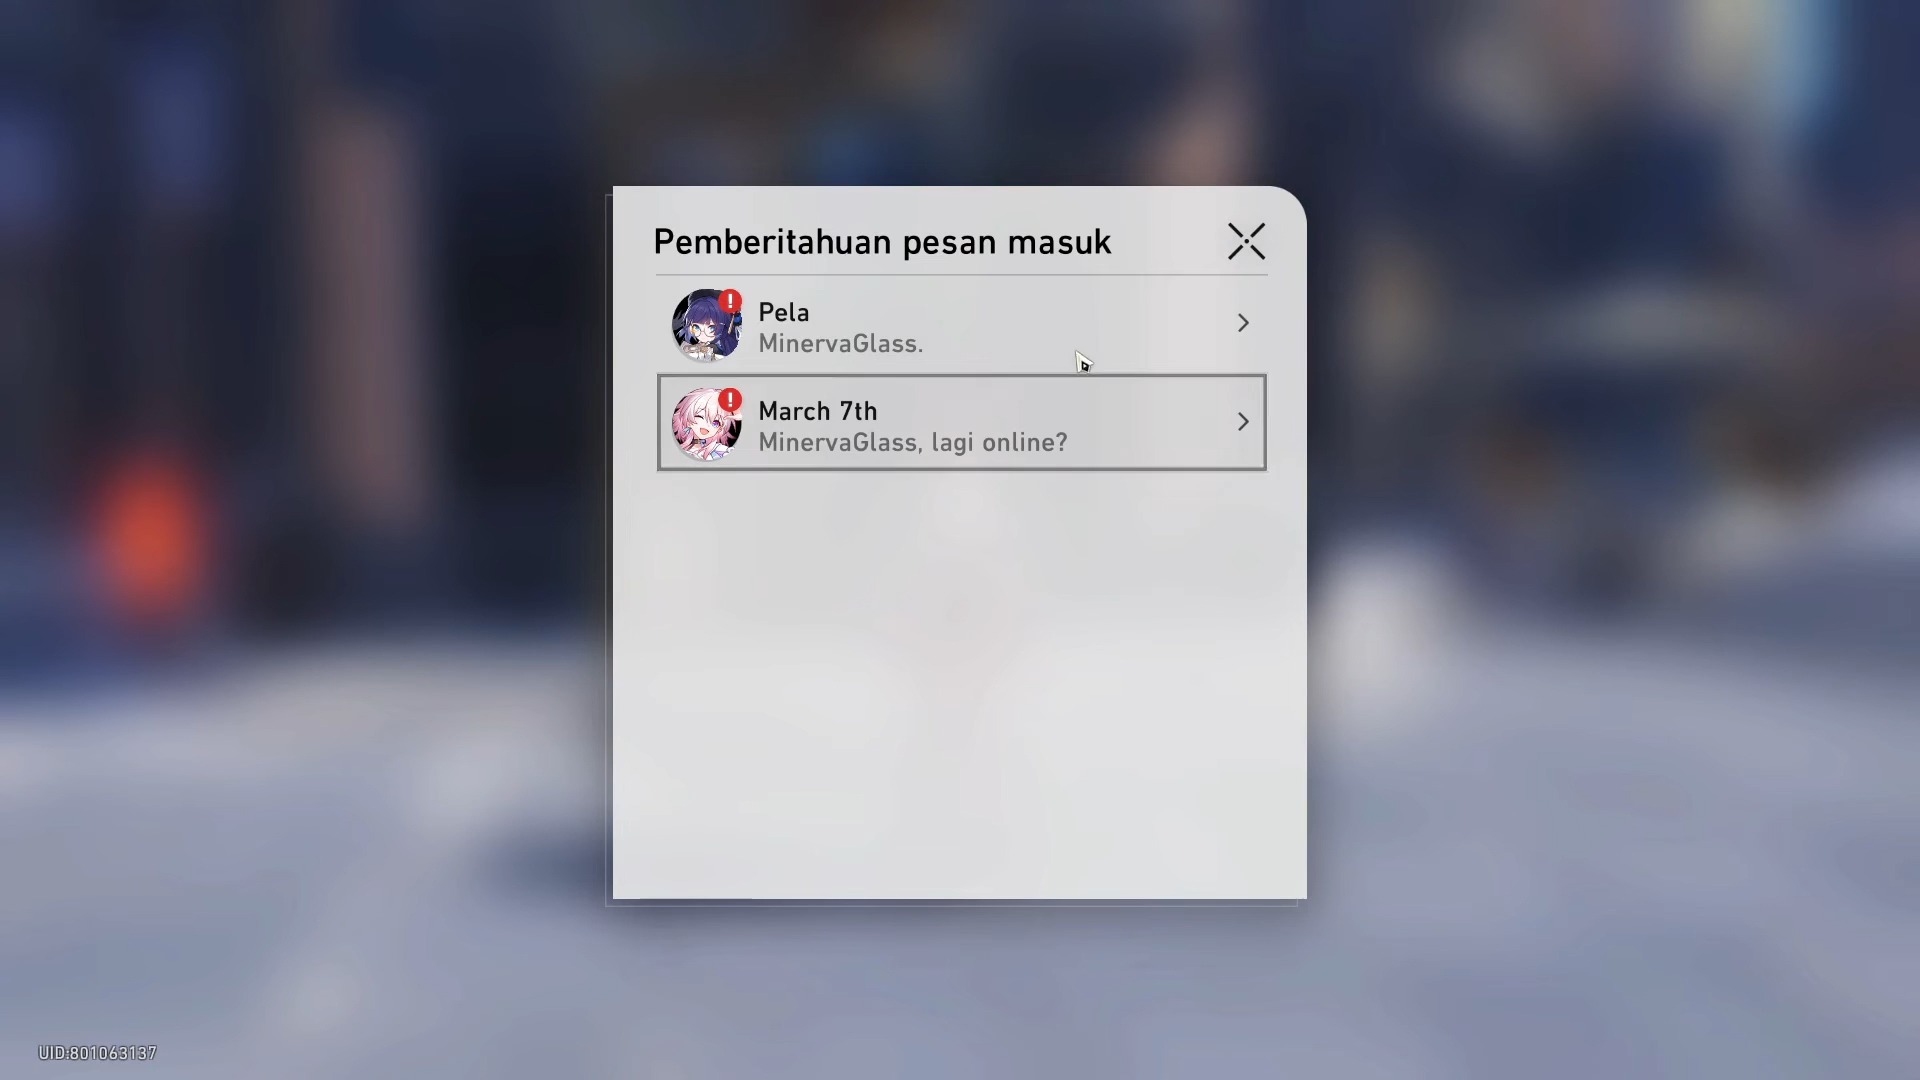 Pemberitahuan pesan masuk
Pela
MinervaGlass.
March 7th
MinervaGlass, lagi online?
UID:801063137